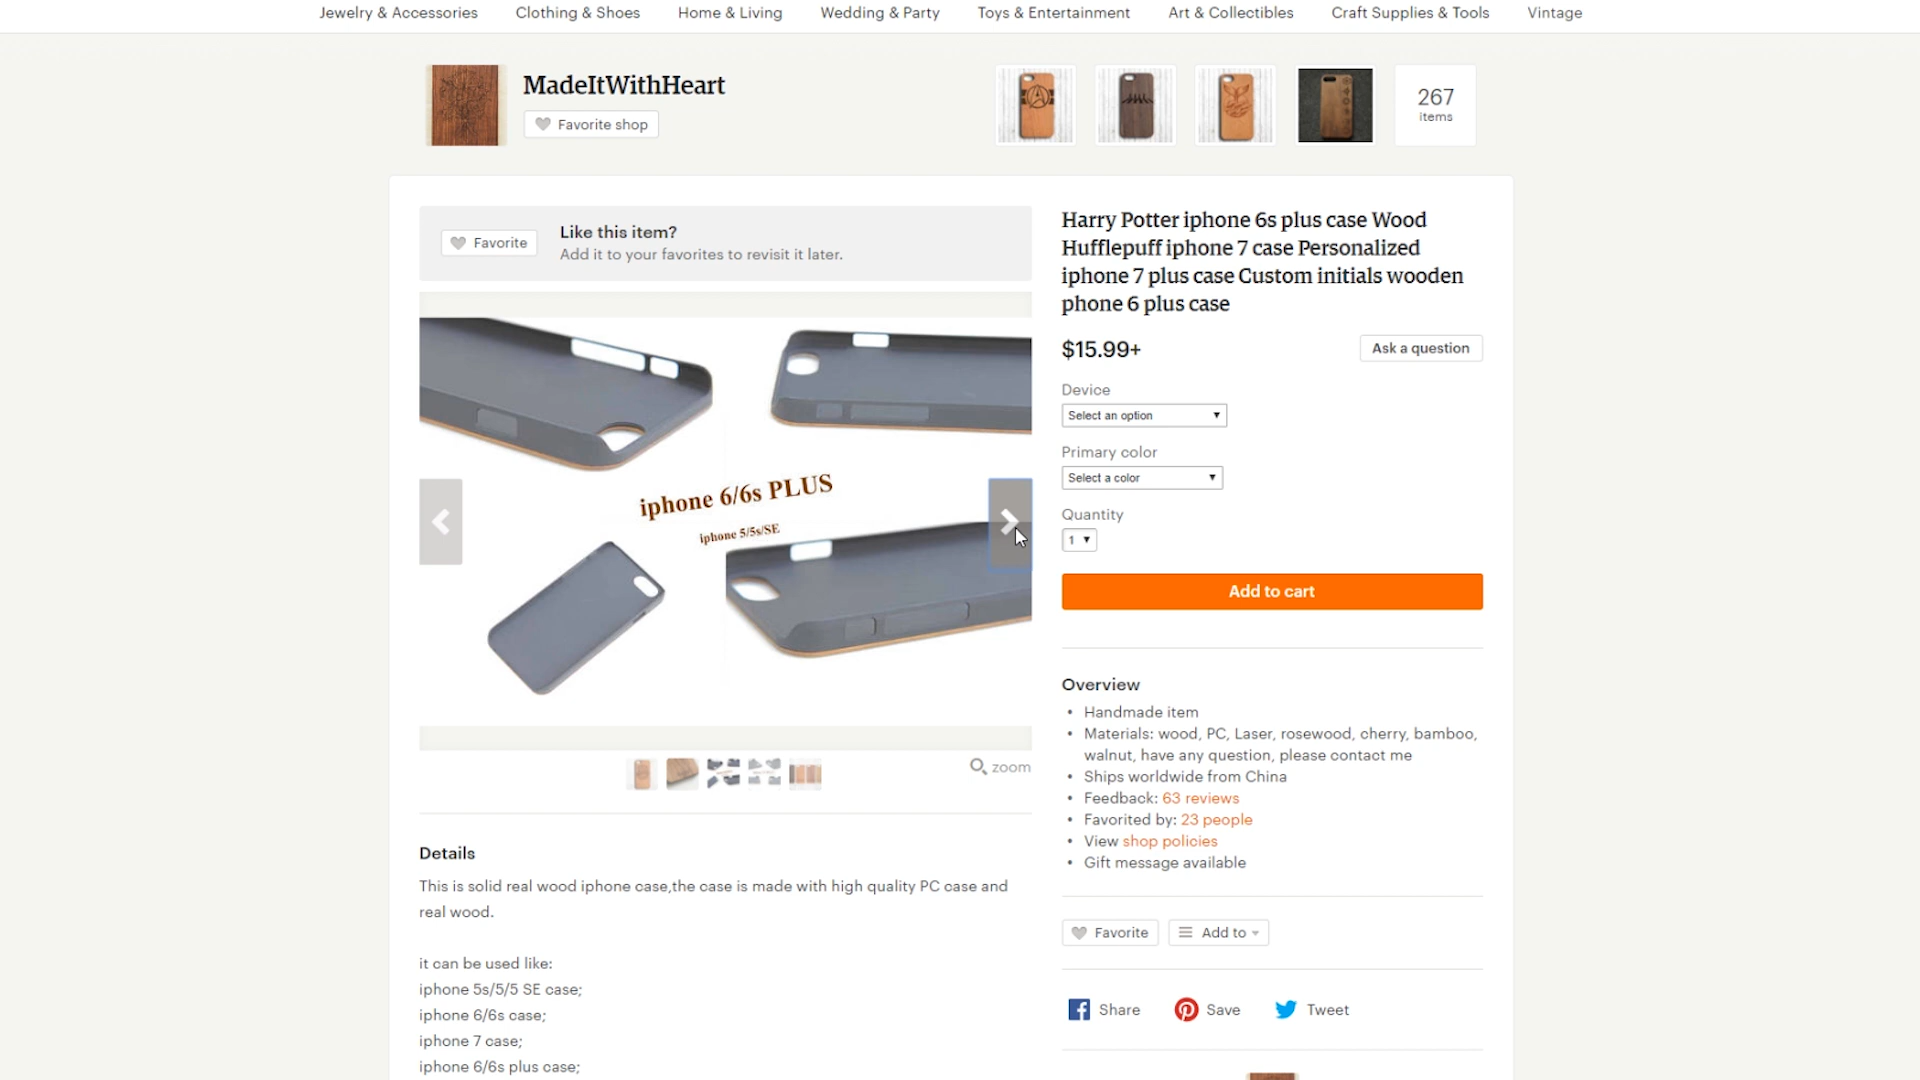 Jewelry & Accessories Clothing & Shoes Home & Living Wedding & Party Toys & Entertainment Art & Collectibles Craft Supplies & Tools Vintage
MadeItWithHeart
Favorite shop
267
items
Favorite
Like this item?
Add it to your favorites to revisit it later.
iphone 6/6s PLUS
iphone 5/5s/SE
zoom
Details
This is solid real wood iphone case,the case is made with high quality PC case and
real wood.
it can be used like:
iphone 5s/5/5 SE case;
iphone 6/6s case;
iphone 7 case;
iphone 6/6s plus case;
Harry Potter iphone 6s plus case Wood
Hufflepuff iphone 7 case Personalized
iphone 7 plus case Custom initials wooden
phone 6 plus case
$15.99+
Ask a question
Device
Select an option
Primary color
Select a color
Quantity
1
Add to cart
Overview
• Handmade item
• Materials: wood, PC, Laser, rosewood, cherry, bamboo,
walnut, have any question, please contact me
• Ships worldwide from China
• Feedback: 63 reviews
• Favorited by: 23 people
• View shop policies
• Gift message available
Favorite
Add to
Share
Save
Tweet